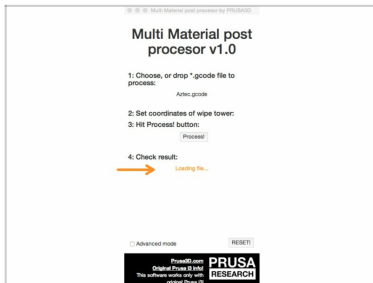 Multi Material post procesor by PRUSA3D
Multi Material post
procesor v1.0
1: Choose, or drop *.gcode file to
process:
Aztec.gcode
2: Set coordinates of wipe tower:
3: Hit Process! button:
Process!
4: Check result:
Loading file...
Advanced mode
RESET!
Prusa3D.com
Original Prusa i3 info!
This software works only with
original Prusa i3
PRUSA
RESEARCH